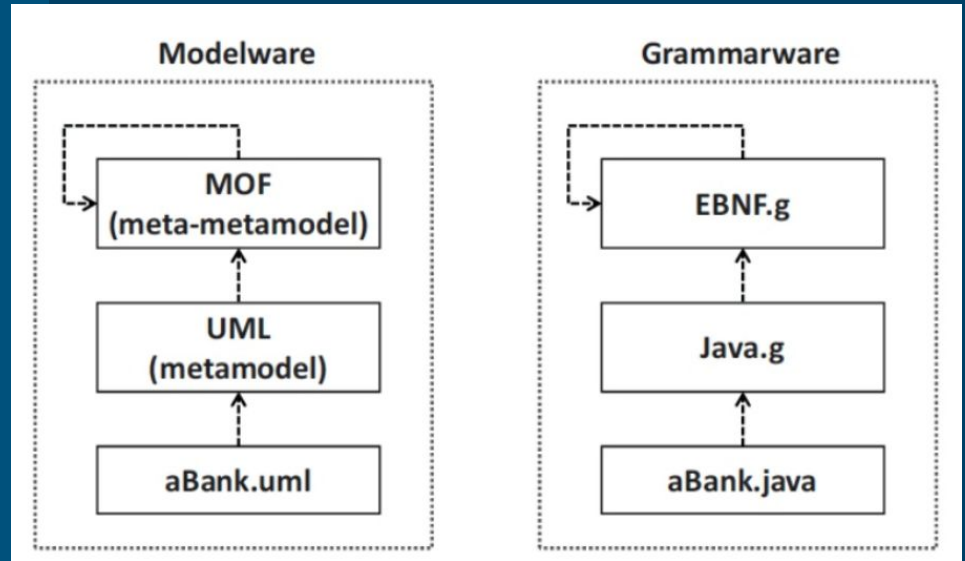 Modelware
MOF
(meta-metamodel)
UML
(metamodel)
aBank.uml
Grammarware
EBNF.g
Java.g
aBank.java